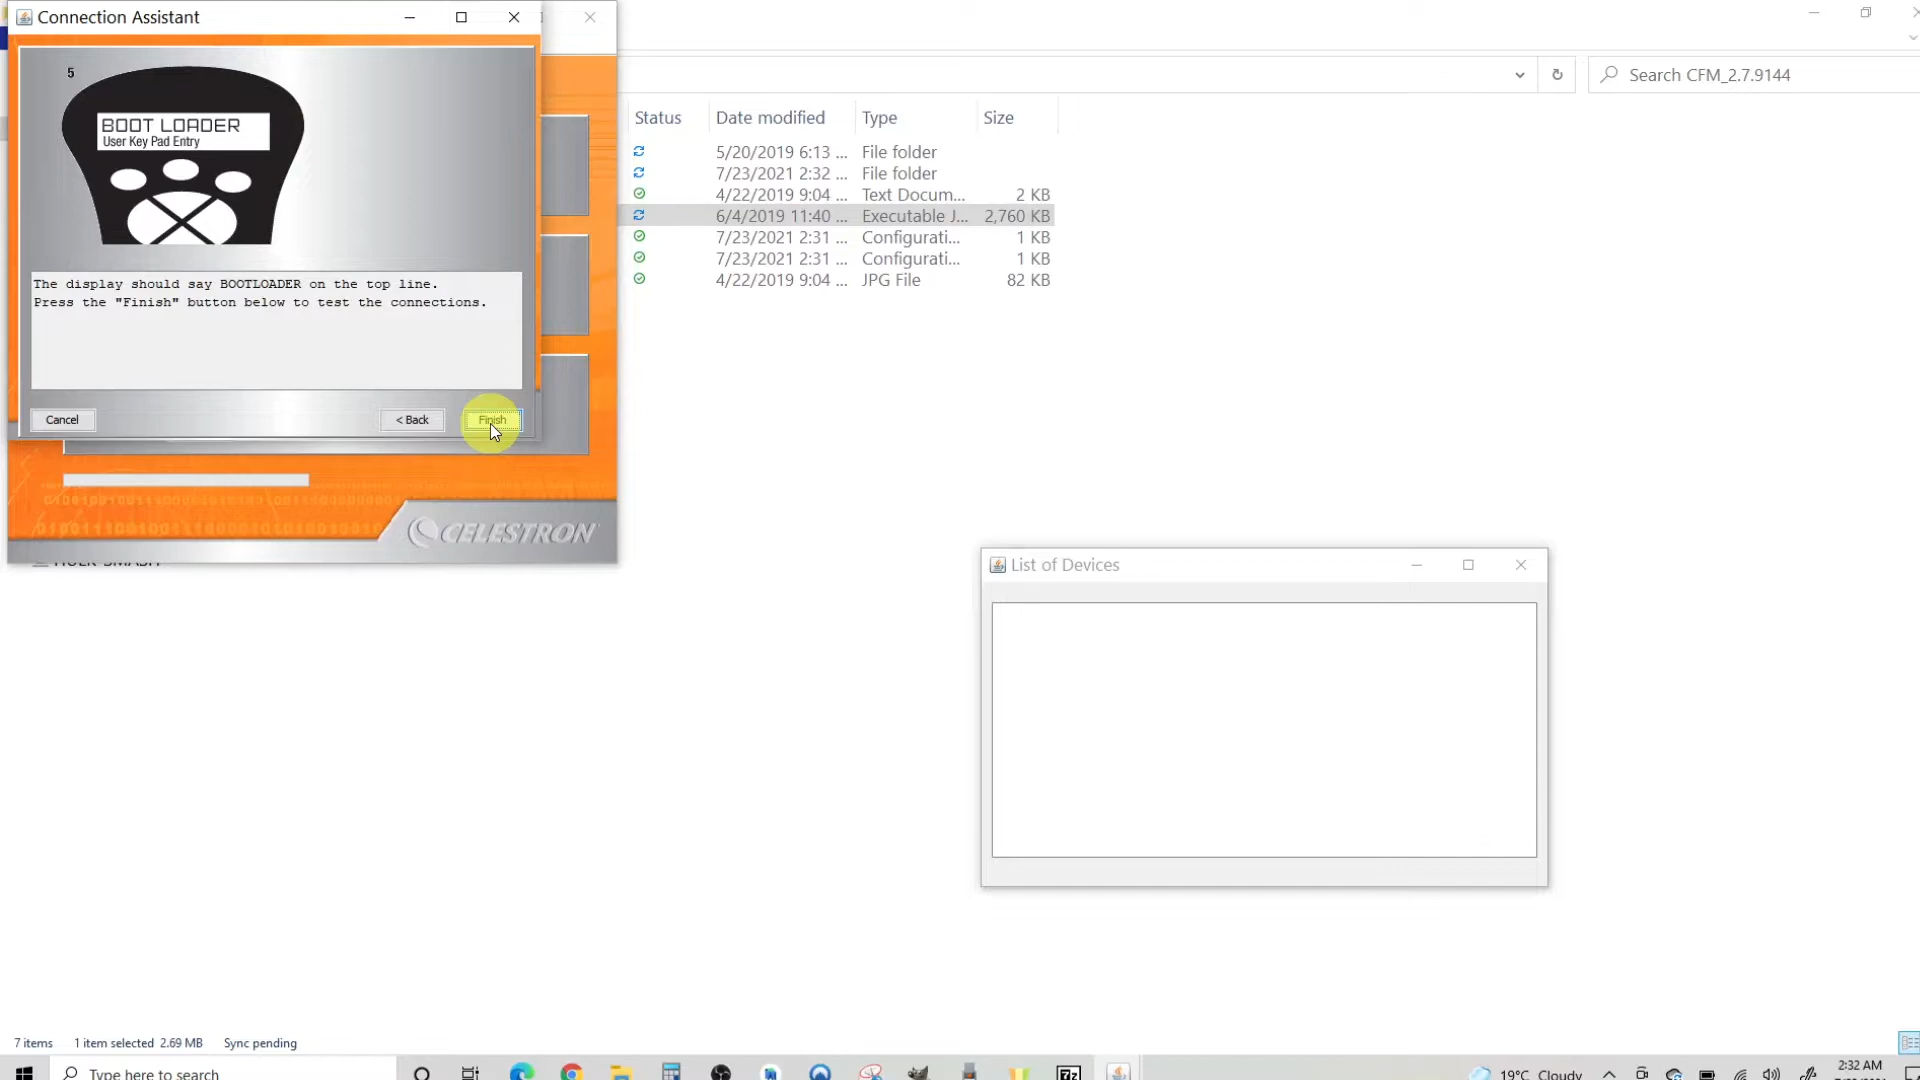 Connection Assistant
5
BOOT LOADER
User Key Pad Entry
The display should say BOOTLOADER on the top line.
Press the "Finish" button below to test the connections.
Cancel
< Back
Finish
CELESTRON
Search CFM_2.7.9144
Status Date modified Type Size
5/20/2019 6:13 ... File folder
7/23/2021 2:32 ... File folder
4/22/2019 9:04 ... Text Docum... 2 KB
6/4/2019 11:40 ... Executable J... 2,760 KB
7/23/2021 2:31 ... Configurati... 1 KB
7/23/2021 2:31 ... Configurati... 1 KB
4/22/2019 9:04 ... JPG File 82 KB
List of Devices
7 items 1 item selected 2.69 MB Sync pending
Type here to search
7z
19°C Cloudy
2:32 AM